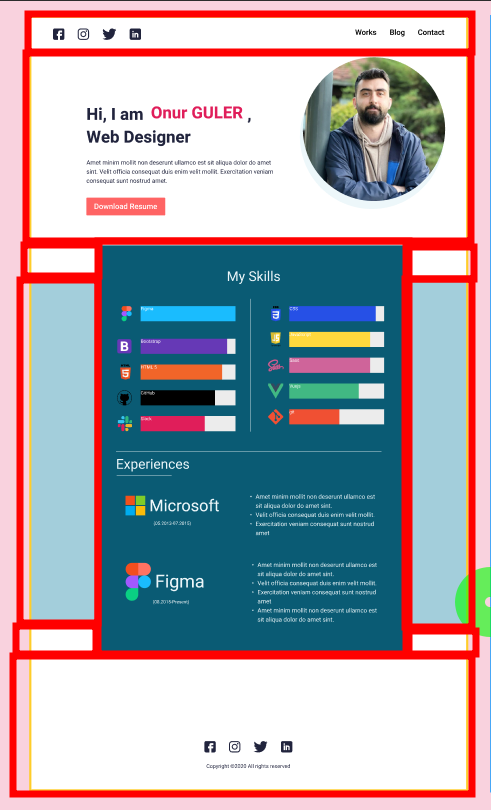 Works Blog Contact
Hi, I am Onur GULER ,
Web Designer
Amet minim mollit non deserunt ullamco est sit aliqua dolor do amet
sint. Velit officia consequat duis enim velit mollit. Exercitation veniam
consequat sunt nostrud amet.
Download Resume
My Skills
Figma
Bootstrap
HTML 5
GitHub
Slack
CSS
Sass
Vuejs
git
Experiences
Microsoft
Amet minim mollit non deserunt ullamco est
sit aliqua dolor do amet sint.
Velit officia consequat duis enim velit mollit.
Exercitation veniam consequat sunt nostrud
amet
Figma
(08.2015-Present)
Amet minim mollit non deserunt ullamco est
sit aliqua dolor do amet sint.
Velit officia consequat duis enim velit mollit.
Exercitation veniam consequat sunt nostrud
amet
Amet minim mollit non deserunt ullamco est
sit aliqua dolor do amet sint.
Copyright ©2020 All rights reserved